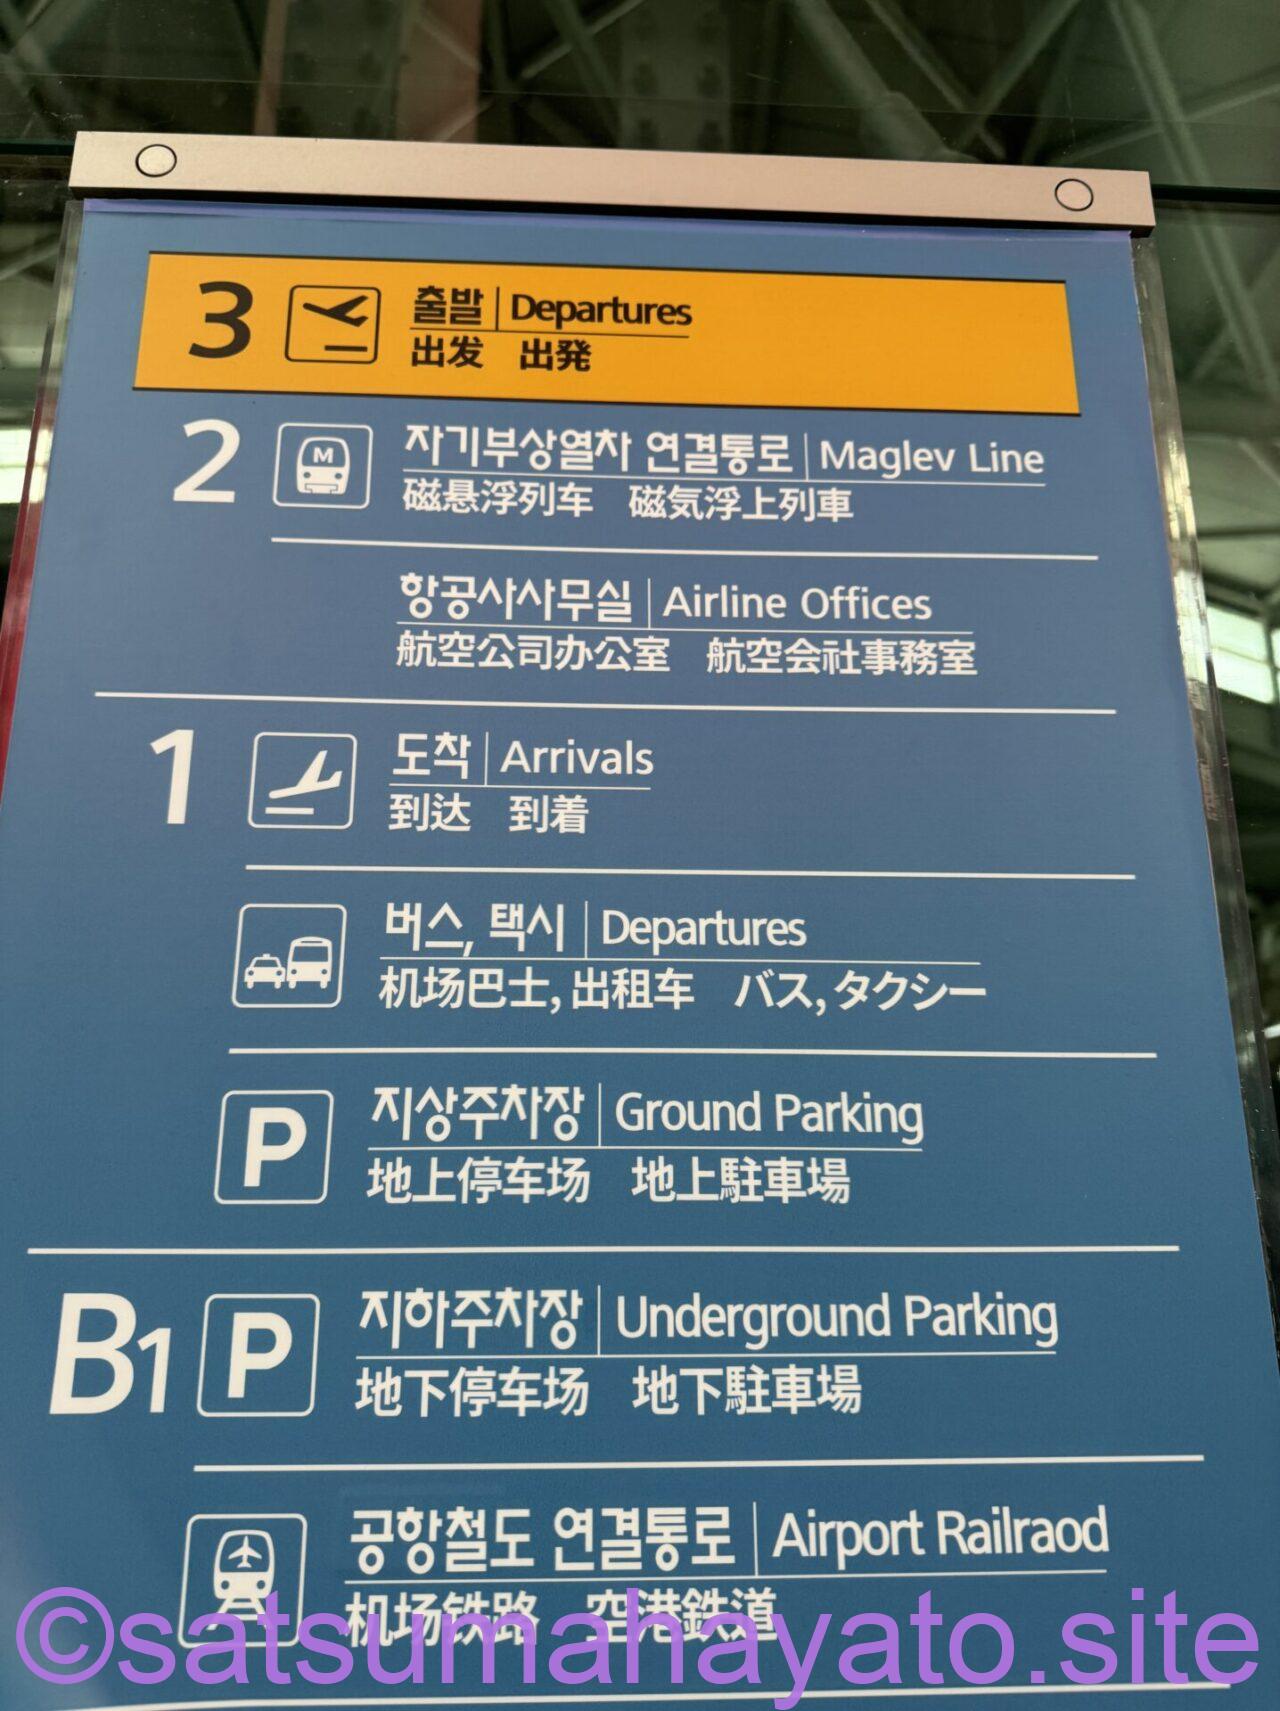 3 출발 | Departures
出发 出発
2 M 자기부상열차 연결통로 | Maglev Line
磁悬浮列车 磁気浮上列車
항공사사무실 | Airline Offices
航空公司办公室 航空会社事務室
1 도착 | Arrivals
到达 到着
버스, 택시 | Departures
机场巴士, 出租车 バス, タクシー
P 지상주차장 | Ground Parking
地上停车场 地上駐車場
B1 P 지하주차장 | Underground Parking
地下停车场 地下駐車場
공항철도 연결통로 | Airport Railraod
机场铁路 空港鉄道
©satsumahayato.site